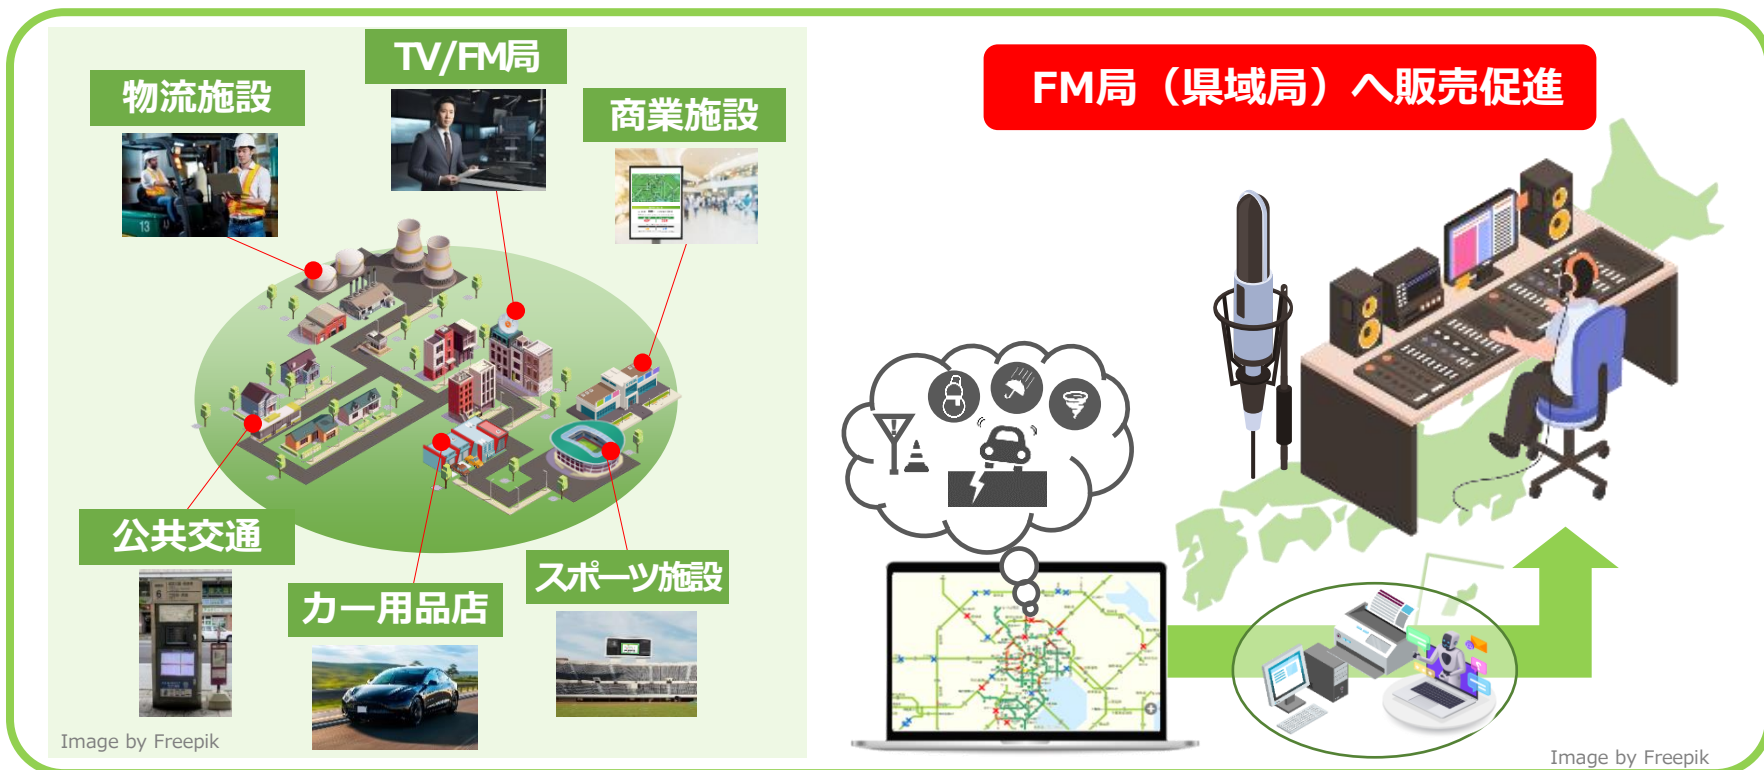 TV/FM局
物流施設
商業施設
13
公共交通
6
カー用品店
スポーツ施設
Image by Freepik
FM局（県域局）へ販売促進
Image by Freepik